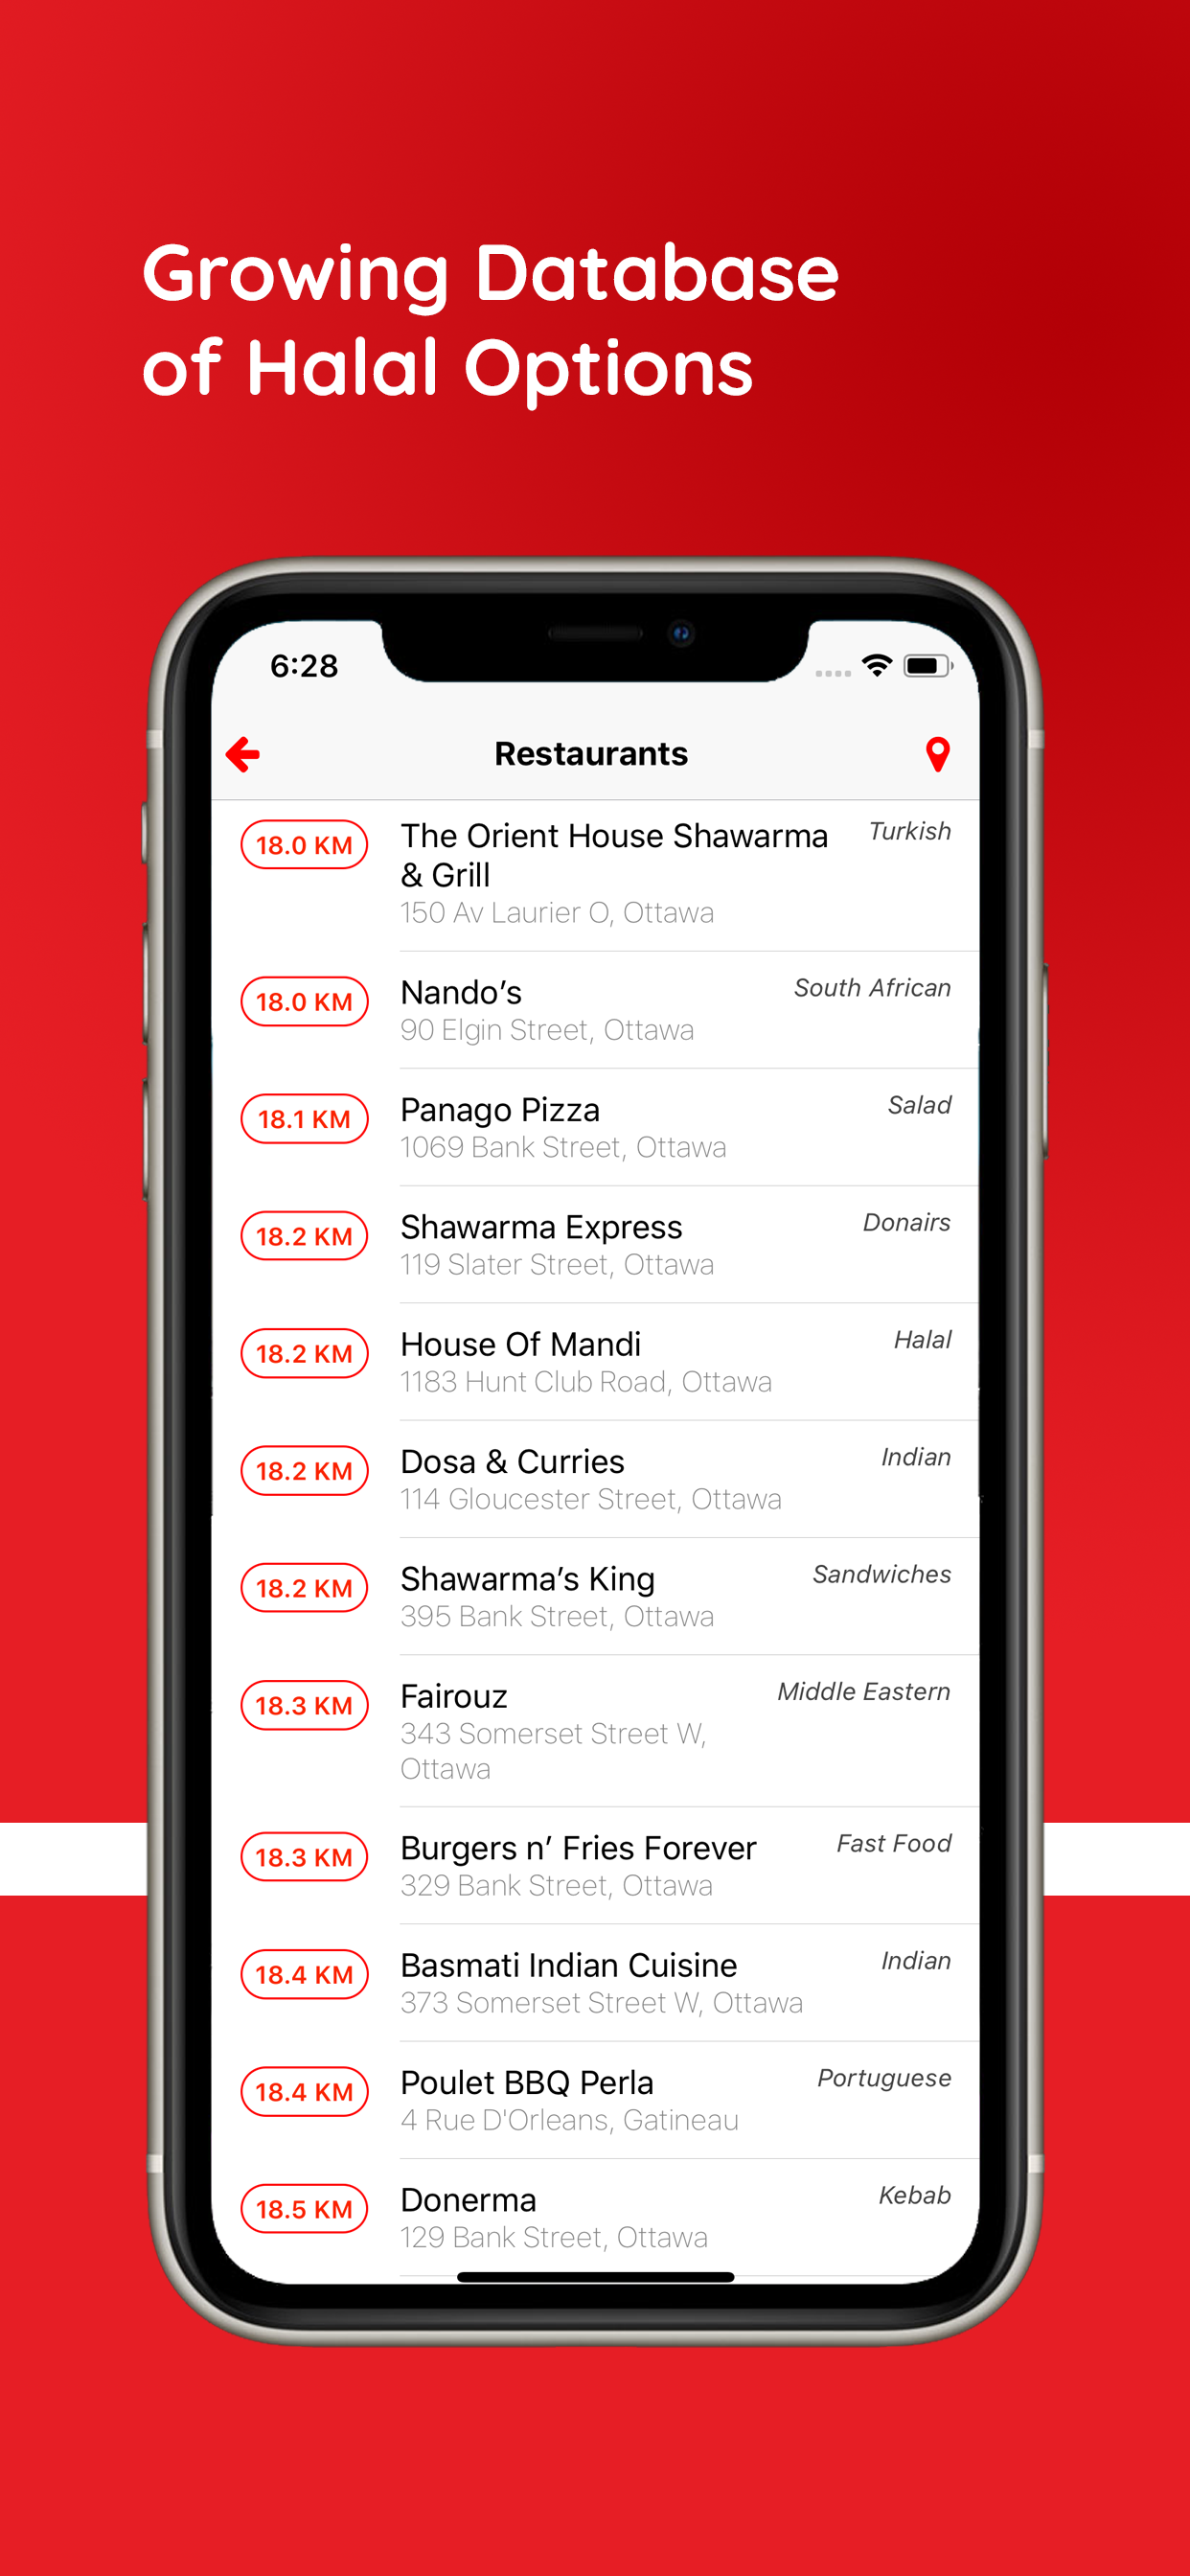 Growing Database
of Halal Options
6:28
Restaurants
18.0 KM
The Orient House Shawarma
& Grill
Turkish
150 Av Laurier O, Ottawa
18.0 KM
Nando’s
South African
90 Elgin Street, Ottawa
18.1 KM
Panago Pizza
Salad
1069 Bank Street, Ottawa
18.2 KM
Shawarma Express
Donairs
119 Slater Street, Ottawa
18.2 KM
House Of Mandi
Halal
1183 Hunt Club Road, Ottawa
18.2 KM
Dosa & Curries
Indian
114 Gloucester Street, Ottawa
18.2 KM
Shawarma’s King
Sandwiches
395 Bank Street, Ottawa
18.3 KM
Fairouz
Middle Eastern
343 Somerset Street W,
Ottawa
18.3 KM
Burgers n’ Fries Forever
Fast Food
329 Bank Street, Ottawa
18.4 KM
Basmati Indian Cuisine
Indian
373 Somerset Street W, Ottawa
18.4 KM
Poulet BBQ Perla
Portuguese
4 Rue D'Orleans, Gatineau
18.5 KM
Donerma
Kebab
129 Bank Street, Ottawa